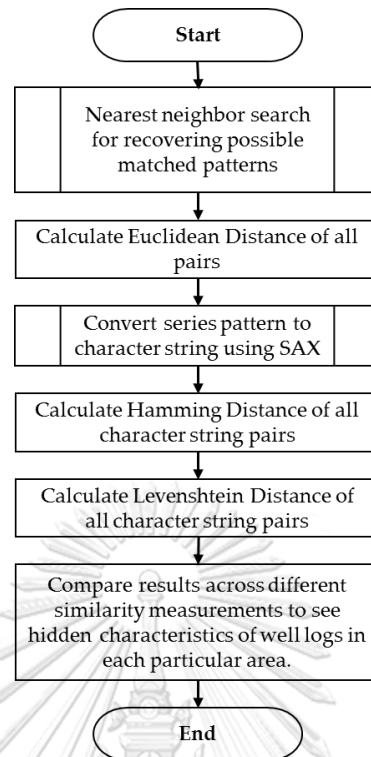 Start
Nearest neighbor search
for recovering possible
matched patterns
Calculate Euclidean Distance of all
pairs
Convert series pattern to
character string using SAX
Calculate Hamming Distance of all
character string pairs
Calculate Levenshtein Distance of
all character string pairs
Compare results across different
similarity measurements to see
hidden characteristics of well logs in
each particular area.
End